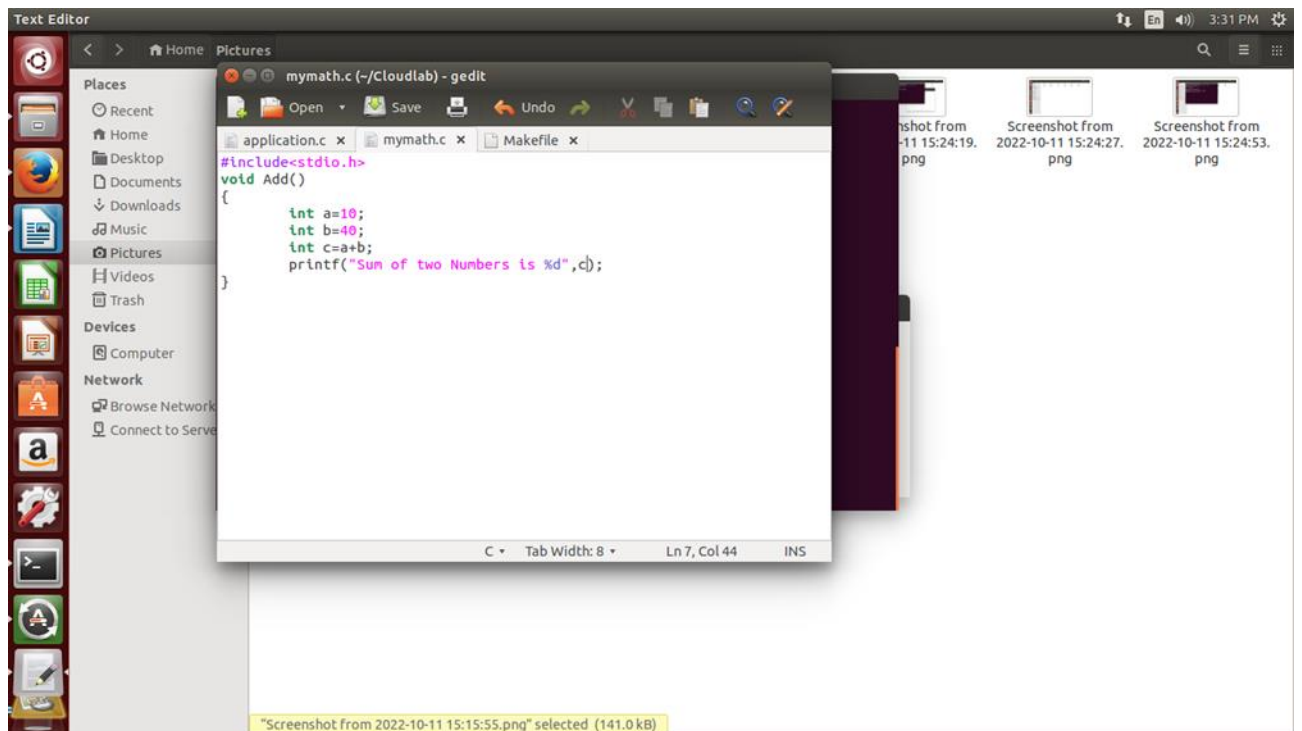 Text Editor
En
3:31 PM
Home Pictures
Places
Recent
Home
Desktop
Documents
Downloads
Music
Pictures
Videos
Trash
Devices
Computer
Network
Browse Network
Connect to Serve
mymath.c (~/Cloudlab) - gedit
Open Save Undo
application.c x mymath.c x Makefile x
#include<stdio.h>
void Add()
{
int a=10;
int b=40;
int c=a+b;
printf("Sum of two Numbers is %d",c);
}
C Tab Width: 8 Ln 7, Col 44 INS
nshot from
-11 15:24:19.
png
Screenshot from
2022-10-11 15:24:27.
png
Screenshot from
2022-10-11 15:24:53.
png
a
>_
"Screenshot from 2022-10-11 15:15:55.png" selected (141.0 kB)